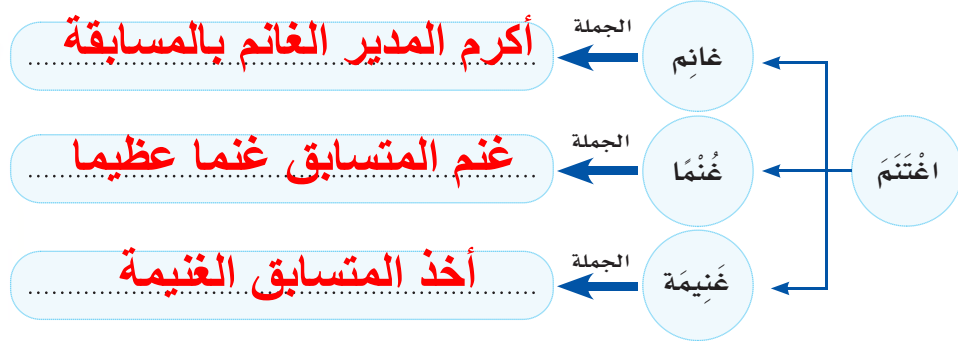 اغْتَنَمَ
غانِم
الجملة
أكرم المدير الغانم بالمسابقة
غُنْمًا
الجملة
غنم المتسابق غنما عظيما
غَنِيمَة
الجملة
أخذ المتسابق الغنيمة